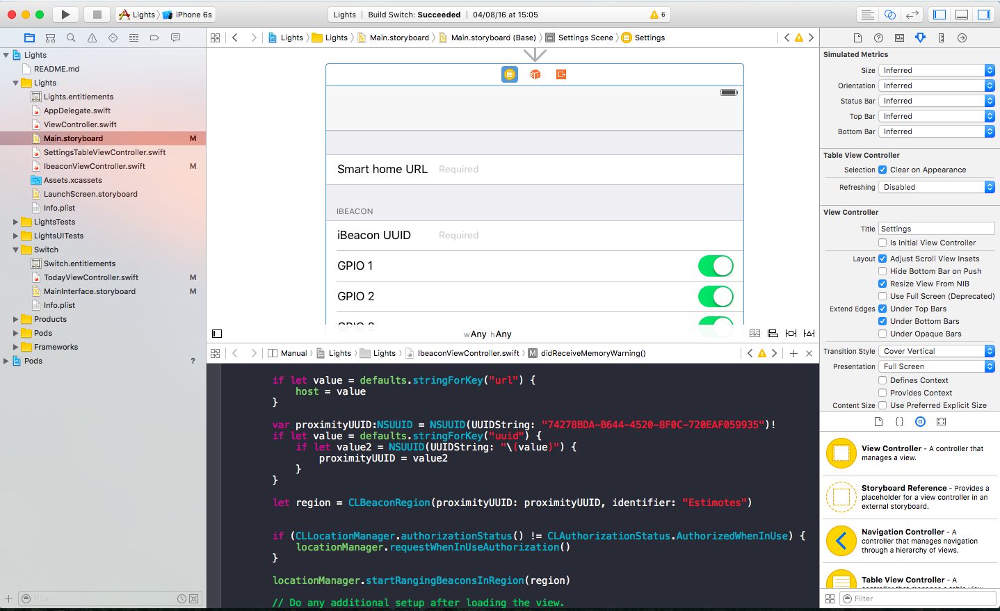 Lights
iPhone 6s
Lights | Build Switch: Succeeded | 04/08/16 at 15:05
6
Lights
README.md
Lights
Lights.entitlements
AppDelegate.swift
ViewController.swift
Main.storyboard M
SettingsTableViewController.swift
IbeaconViewController.swift M
Assets.xcassets
LaunchScreen.storyboard
Info.plist
LightsTests
LightsUITests
Switch
Switch.entitlements
TodayViewController.swift M
MainInterface.storyboard M
Info.plist
Products
Pods
Frameworks
Pods ?
Filter
Lights Lights Main.storyboard Main.storyboard (Base) Settings Scene Settings
Smart home URL Required
IBEACON
iBeacon UUID Required
GPIO 1
GPIO 2
GPIO 3
wAny hAny
Manual Lights Lights IbeaconViewController.swift M didReceiveMemoryWarning()
if let value = defaults.stringForKey("url") {
host = value
}
var proximityUUID:NSUUID = NSUUID(UUIDString: "74278BDA-B644-4520-8F0C-720EAF059935")!
if let value = defaults.stringForKey("uuid") {
if let value2 = NSUUID(UUIDString: "\(value)") {
proximityUUID = value2
}
}
let region = CLBeaconRegion(proximityUUID: proximityUUID, identifier: "Estimotes")
if (CLLocationManager.authorizationStatus() != CLAuthorizationStatus.AuthorizedWhenInUse) {
locationManager.requestWhenInUseAuthorization()
}
locationManager.startRangingBeaconsInRegion(region)
// Do any additional setup after loading the view.
Simulated Metrics
Size Inferred
Orientation Inferred
Status Bar Inferred
Top Bar Inferred
Bottom Bar Inferred
Table View Controller
Selection Clear on Appearance
Refreshing Disabled
View Controller
Title Settings
Is Initial View Controller
Layout Adjust Scroll View Insets
Hide Bottom Bar on Push
Resize View From NIB
Use Full Screen (Deprecated)
Extend Edges Under Top Bars
Under Bottom Bars
Under Opaque Bars
Transition Style Cover Vertical
Presentation Full Screen
Defines Context
Provides Context
Content Size Use Preferred Explicit Size
{}
View Controller - A controller that
manages a view.
Storyboard Reference - Provides a
placeholder for a view controller in an
external storyboard.
Navigation Controller - A
controller that manages navigation
through a hierarchy of views.
Table View Controller - A
controller that manages a table view.
Filter